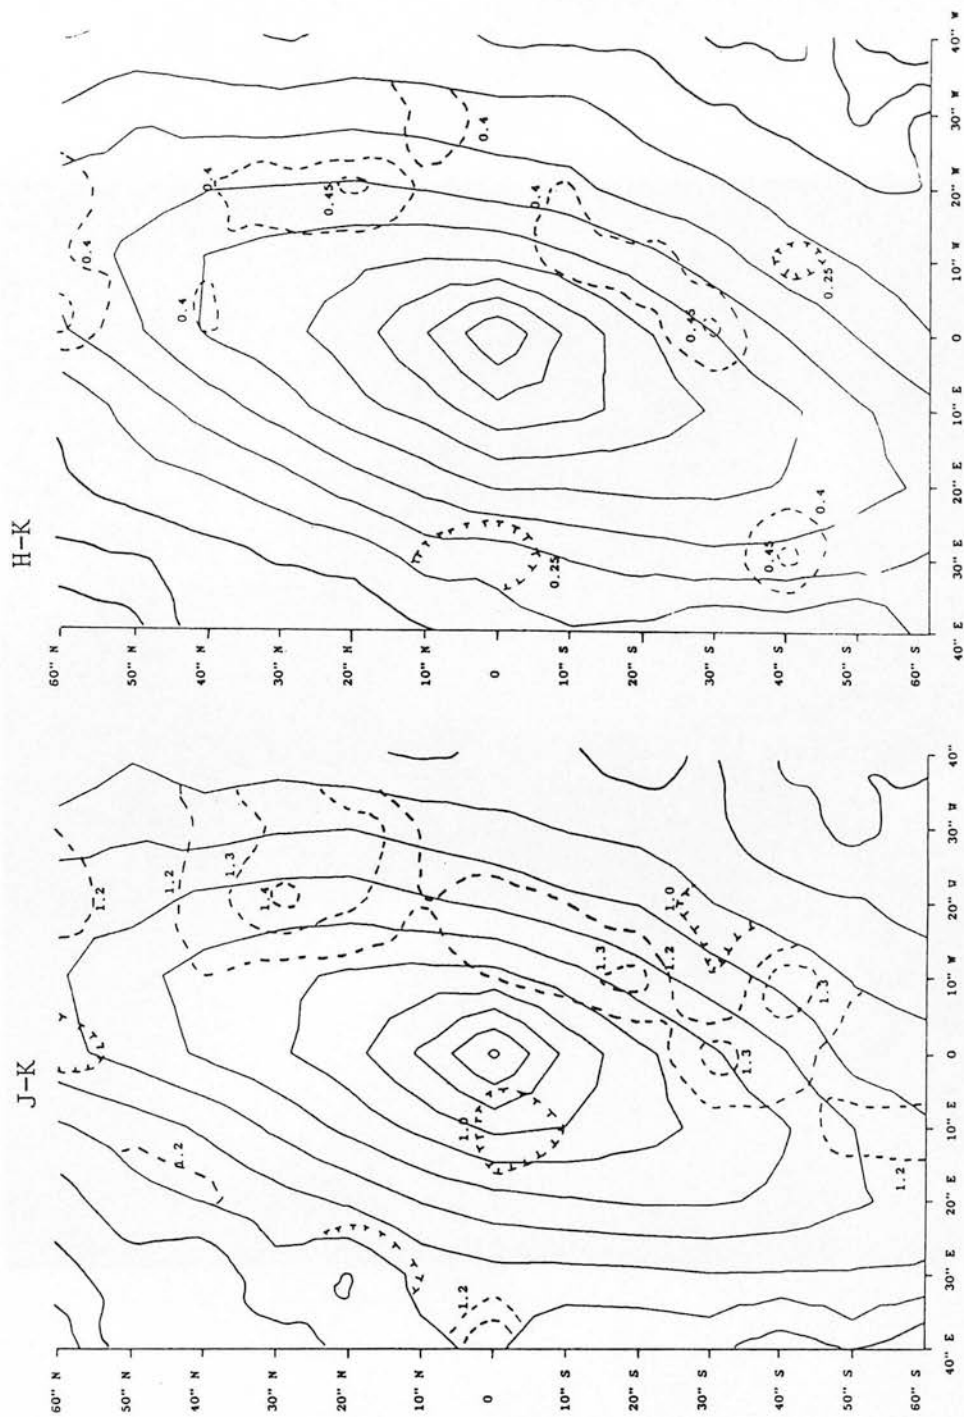 J-K
60" N
50" N
40" N
30" N
20" N
10" N
0
10" S
20" S
30" S
40" S
50" S
60" S
1.2
1.2
1.2
1.3
1.4
1.0
1.2
1.3
1.2
1.0
1.3
1.3
1.2
40" E
30" E
20" E
10" E
0
10" W
20" W
30" W
40" W
H-K
60" N
50" N
40" N
30" N
20" N
10" N
0
10" S
20" S
30" S
40" S
50" S
60" S
0.4
0.4
0.4
0.45
0.4
0.4
0.25
0.45
0.25
0.45
0.4
40" E
30" E
20" E
10" E
0
10" W
20" W
30" W
40" W